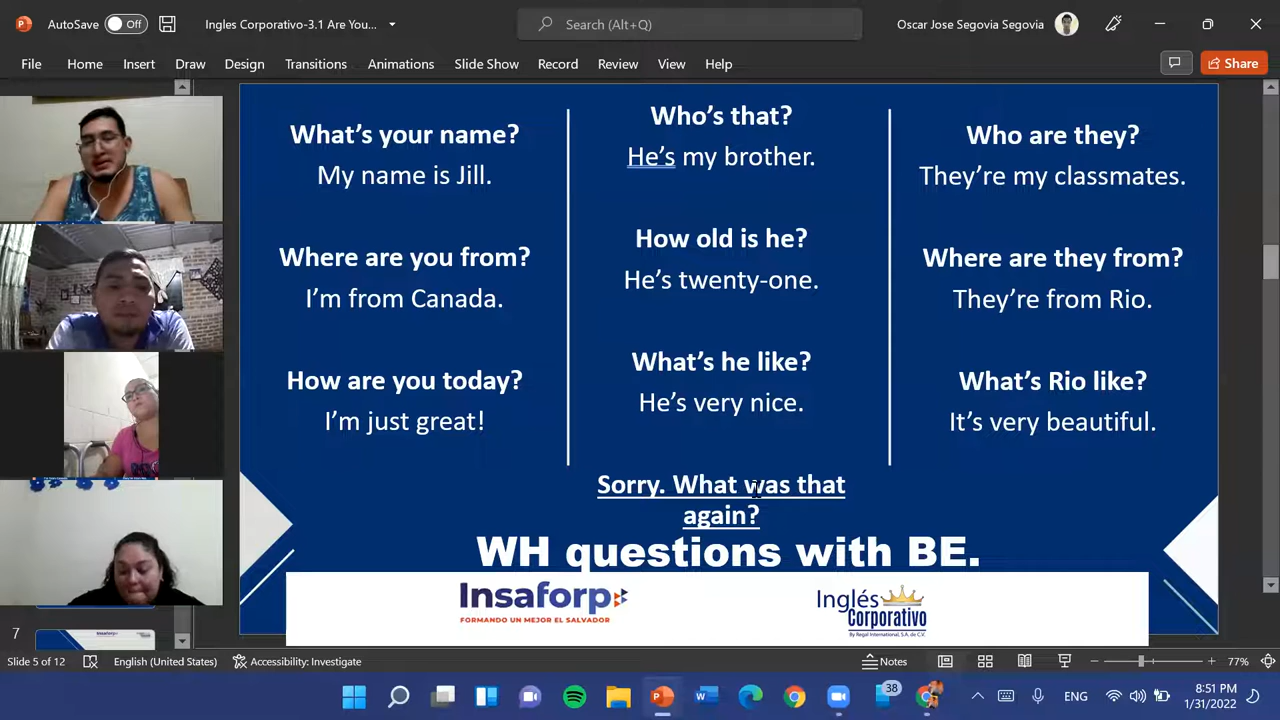 AutoSave Off Ingles Corporativo-3.1 Are You... Search (Alt+Q) Oscar Jose Segovia Segovia
File Home Insert Draw Design Transitions Animations Slide Show Record Review View Help Share
What's your name?
My name is Jill.
Where are you from?
I'm from Canada.
How are you today?
I'm just great!
Who's that?
He's my brother.
How old is he?
He's twenty-one.
What's he like?
He's very nice.
Who are they?
They're my classmates.
Where are they from?
They're from Rio.
What's Rio like?
It's very beautiful.
Sorry. What was that
again?
WH questions with BE.
Insaforp
FORMANDO UN MEJOR EL SALVADOR
Inglés
Corporativo
By Regal International, S.A. de C.V.
7
Slide 5 of 12 English (United States) Accessibility: Investigate Notes 77%
38 ENG 8:51 PM
1/31/2022